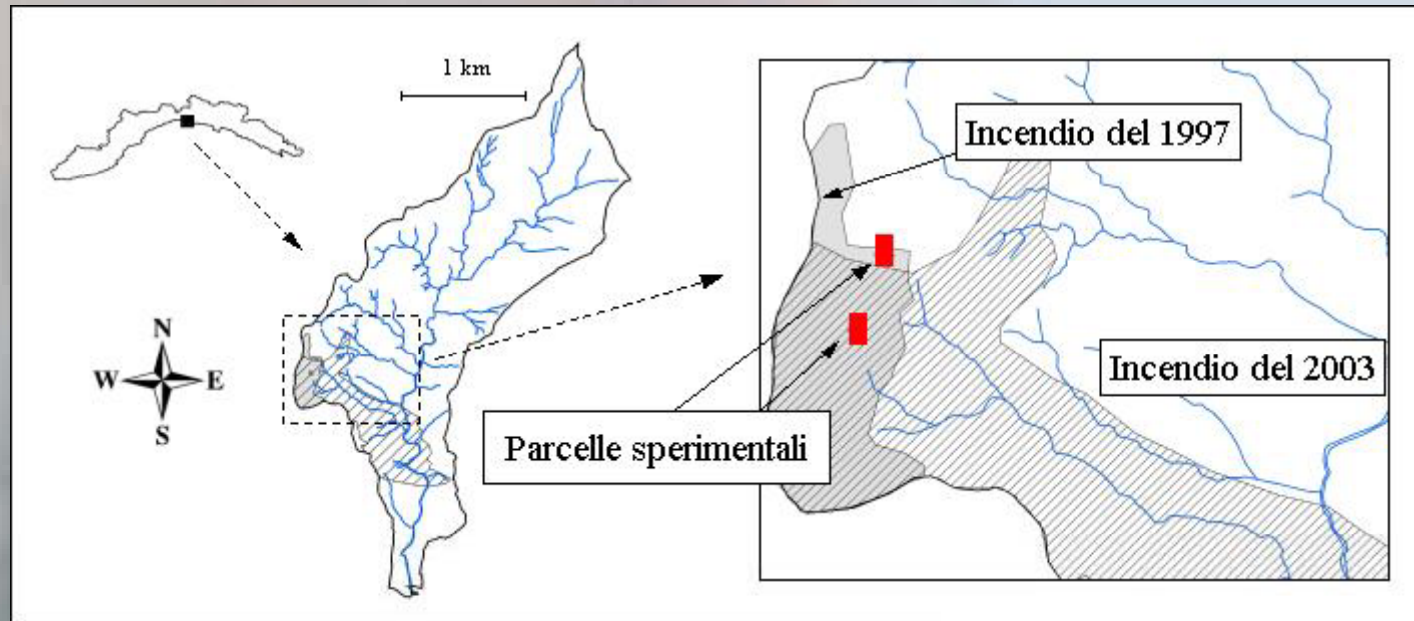 1 km
N
W E
S
Incendio del 1997
Incendio del 2003
Parcelle sperimentali